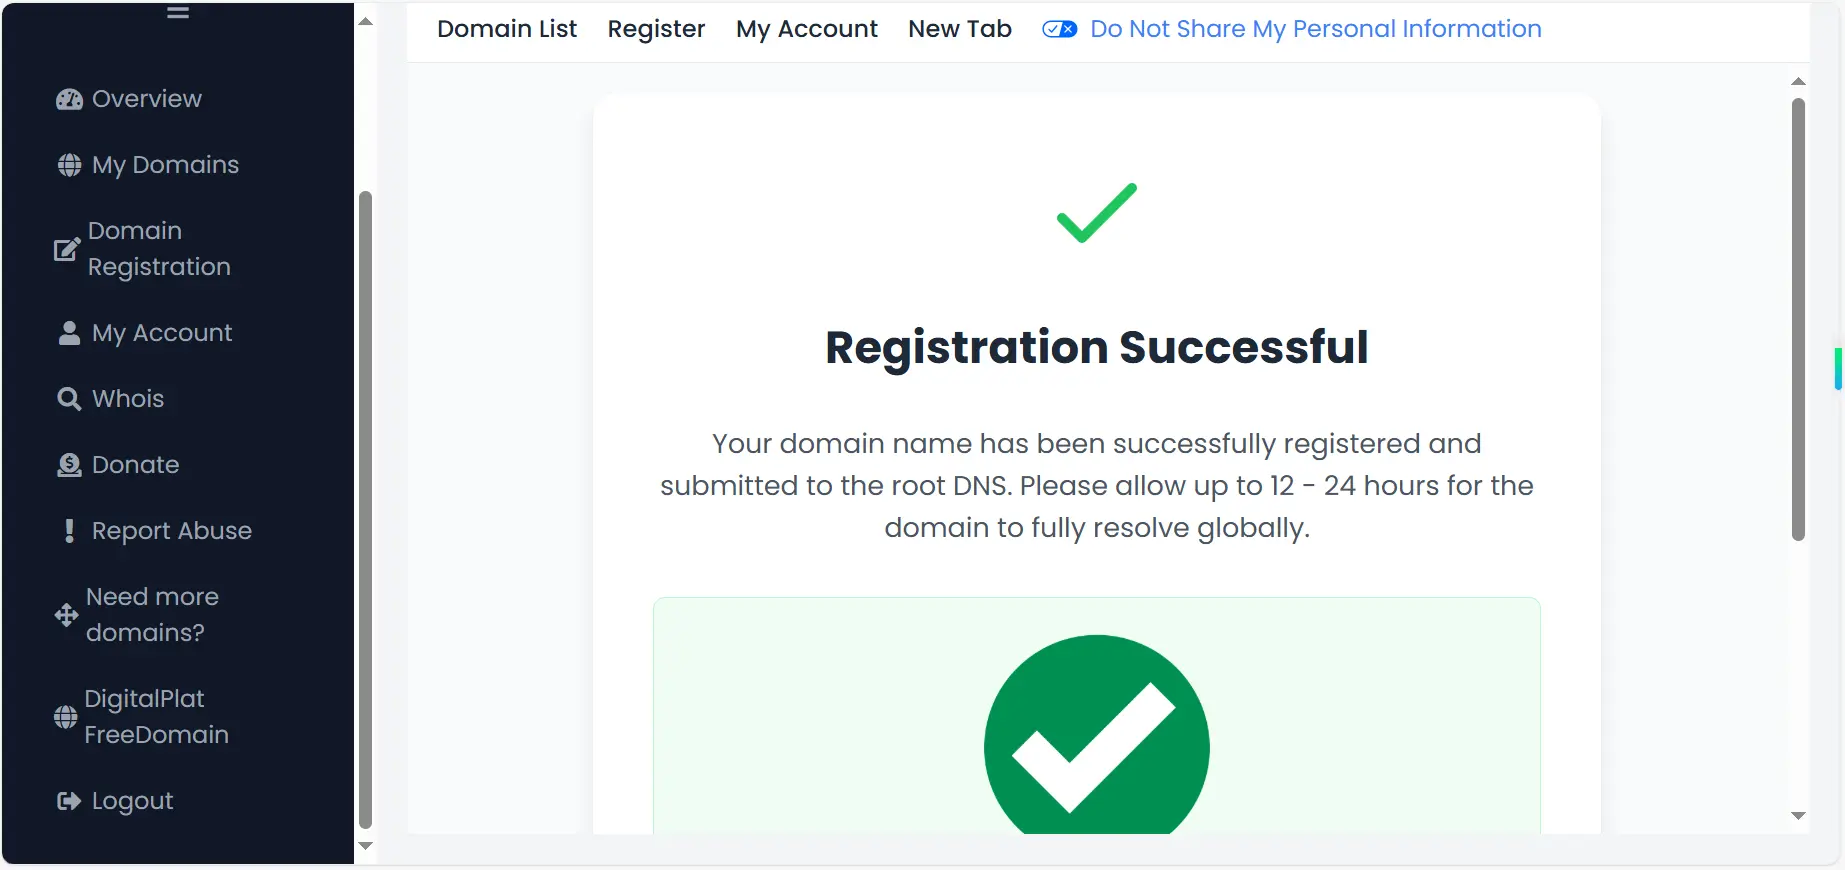 Domain List Register My Account New Tab Do Not Share My Personal Information
Overview
My Domains
Domain
Registration
My Account
Whois
Donate
Report Abuse
Need more
domains?
DigitalPlat
FreeDomain
Logout
Registration Successful
Your domain name has been successfully registered and
submitted to the root DNS. Please allow up to 12 - 24 hours for the
domain to fully resolve globally.